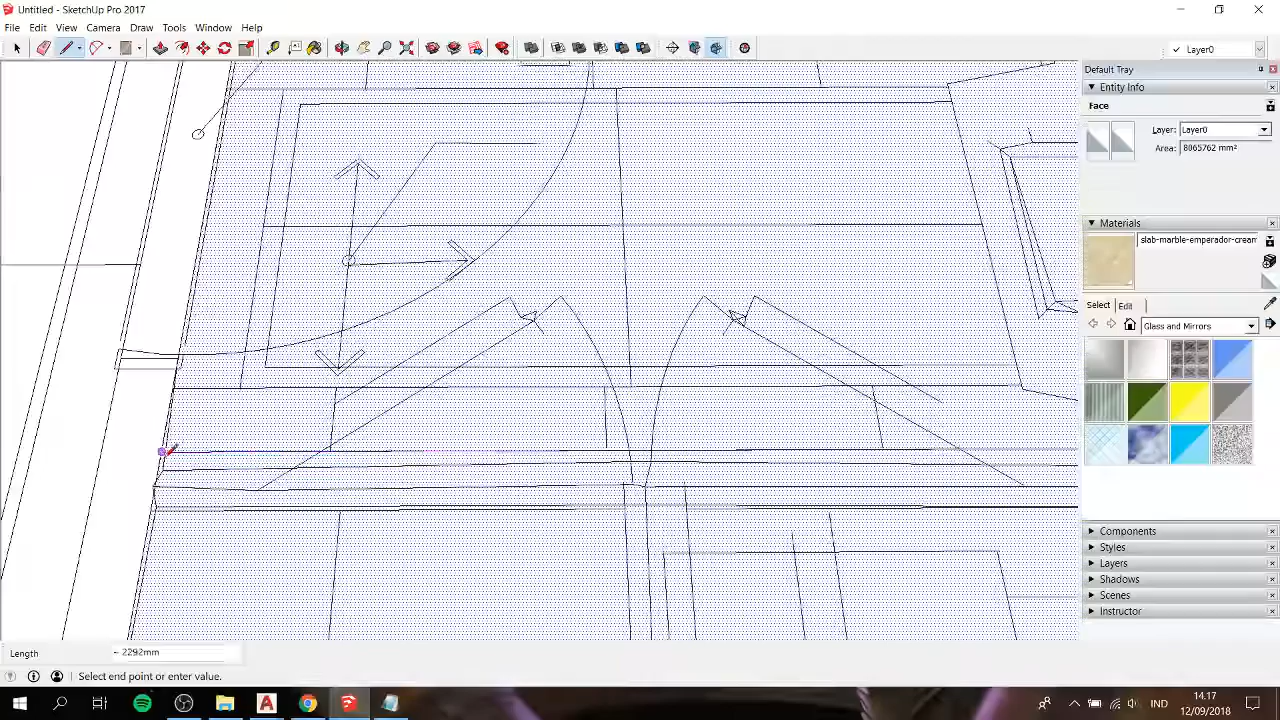 Untitled - SketchUp Pro 2017
File Edit View Camera Draw Tools Window Help
Layer0
Default Tray
Entity Info
Face
Layer: Layer0
Area: 8065762 mm²
Materials
slab-marble-emperador-cream
Select Edit
Glass and Mirrors
Components
Styles
Layers
Shadows
Scenes
Instructor
Length ~ 2292mm
Select end point or enter value.
IND
14.17
12/09/2018